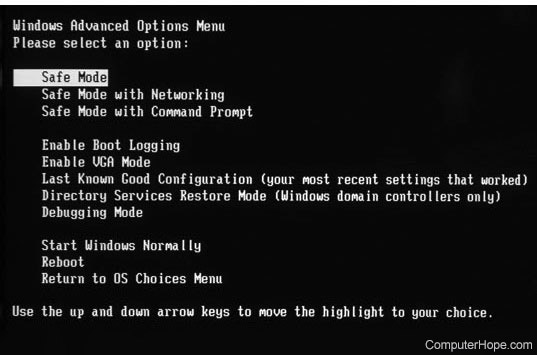 Windows Advanced Options Menu
Please select an option:
Safe Mode
Safe Mode with Networking
Safe Mode with Command Prompt
Enable Boot Logging
Enable VGA Mode
Last Known Good Configuration (your most recent settings that worked)
Directory Services Restore Mode (Windows domain controllers only)
Debugging Mode
Start Windows Normally
Reboot
Return to OS Choices Menu
Use the up and down arrow keys to move the highlight to your choice.
ComputerHope.com